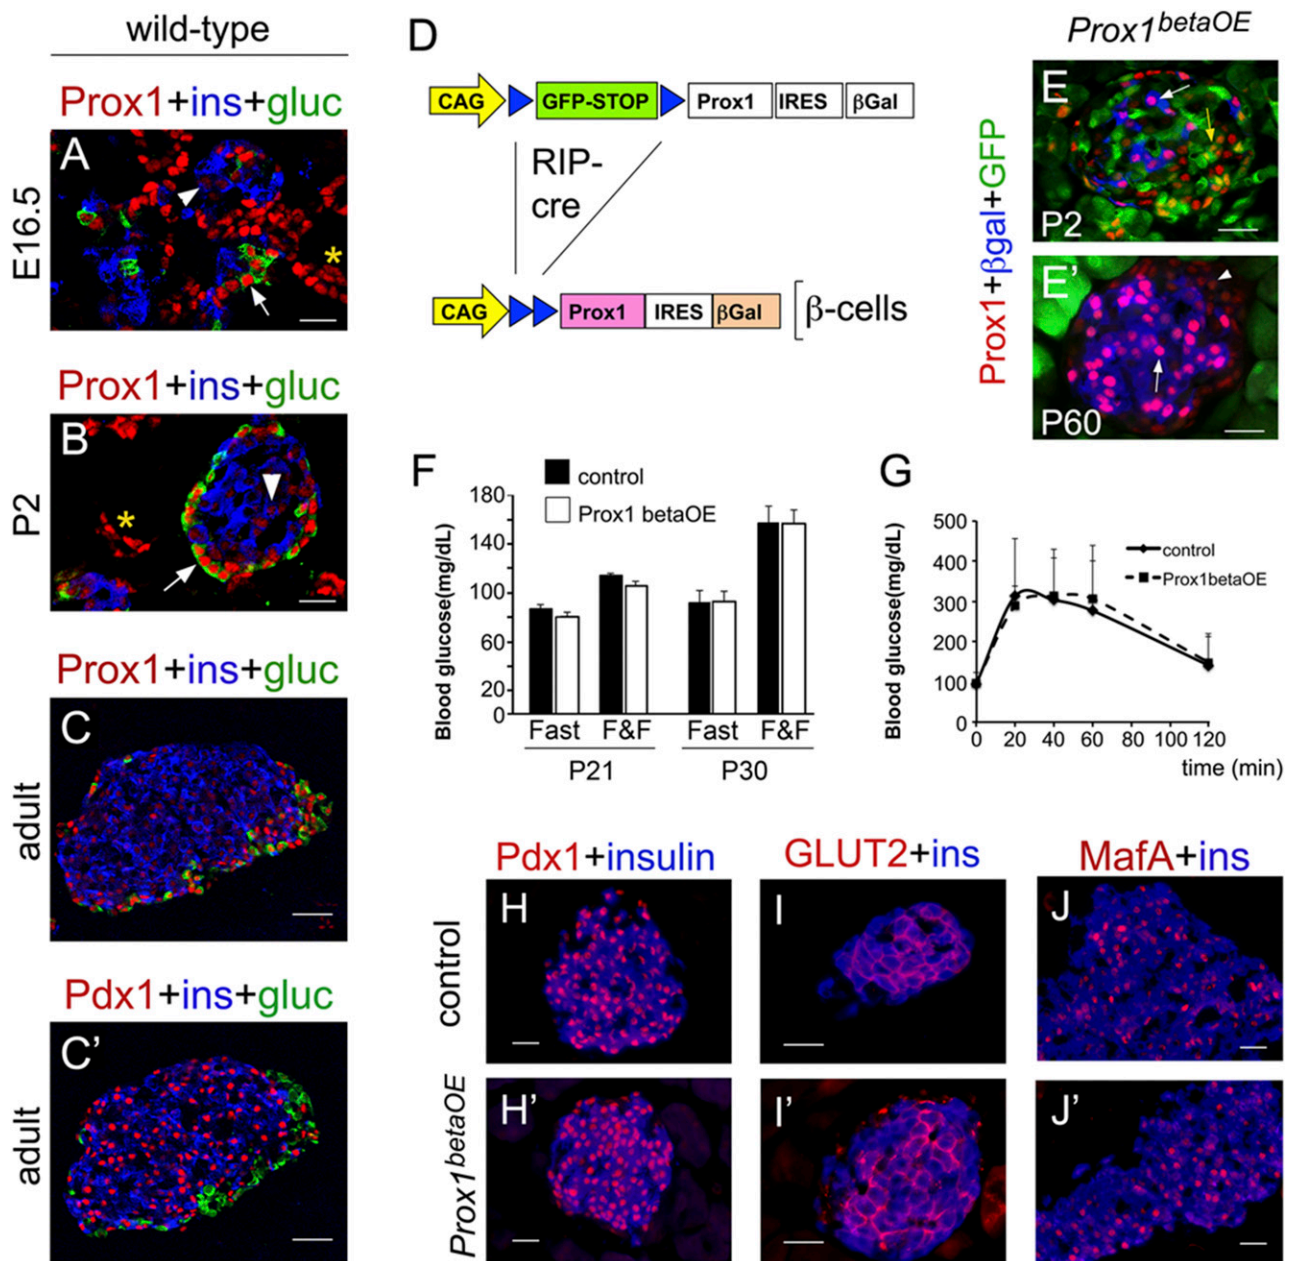 wild-type
Prox1+ins+gluc
A
E16.5
*
Prox1+ins+gluc
B
P2
*
Prox1+ins+gluc
C
adult
Pdx1+ins+gluc
C’
adult
D
CAG
GFP-STOP
Prox1
IRES
βGal
RIP-
cre
CAG
Prox1
IRES
βGal
β-cells
Prox1betaOE
Prox1+βgal+GFP
E
P2
E’
P60
F
control
Prox1 betaOE
Blood glucose(mg/dL)
180
140
100
60
20
0
Fast
F&F
Fast
F&F
P21
P30
G
Blood glucose(mg/dL)
500
400
300
200
100
0
control
Prox1betaOE
0 20 40 60 80 100 120
time (min)
Pdx1+insulin
GLUT2+ins
MafA+ins
control
H
I
J
Prox1betaOE
H’
I’
J’